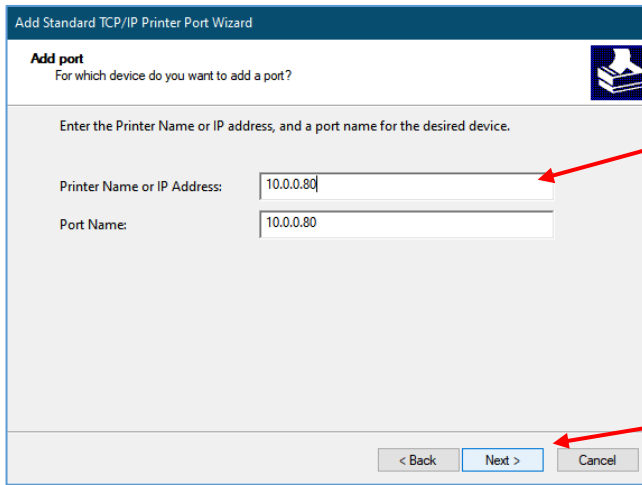 Add Standard TCP/IP Printer Port Wizard
Add port
For which device do you want to add a port?
Enter the Printer Name or IP address, and a port name for the desired device.
Printer Name or IP Address: 10.0.0.80
Port Name: 10.0.0.80
< Back Next > Cancel